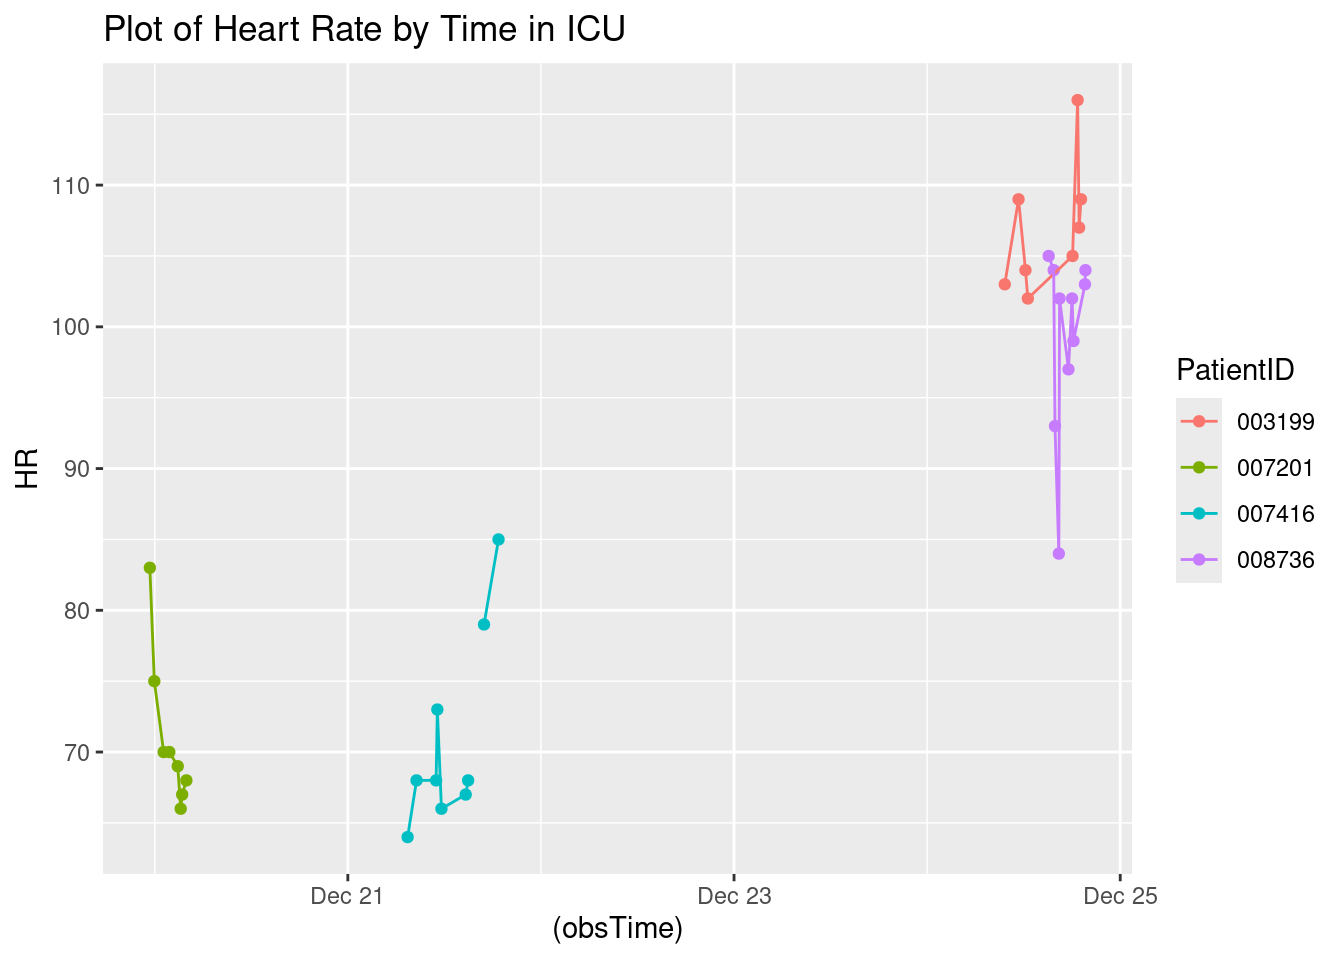 Plot of Heart Rate by Time in ICU
110
100
90
80
70
HR
Dec 21
Dec 23
Dec 25
(obsTime)
PatientID
003199
007201
007416
008736